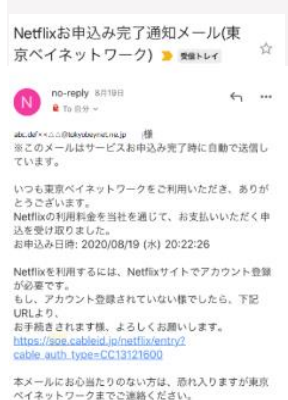 Netflixお申込み完了通知メール(東
京ベイネットワーク) 受信トレイ
N
no-reply 8月19日
To 自分
abc.def××△△@tokyobaynet.ne.jp 様
※このメールはサービスお申込み完了時に自動で送信し
ています。
いつも東京ベイネットワークをご利用いただき、ありが
とうございます。
Netflixの利用料金を当社を通じて、お支払いいただく申
込を受け取りました。
お申込み日時: 2020/08/19 (水) 20:22:26
Netflixを利用するには、Netflixサイトでアカウント登録
が必要です。
もし、アカウント登録されていない様でしたら、下記
URLより、
お手続きされます様、よろしくお願いします。
https://soe.cableid.jp/netflix/entry?
cable_auth_type=CC13121600
本メールにお心当たりのない方は、恐れ入りますが東京
ベイネットワークまでご連絡ください。